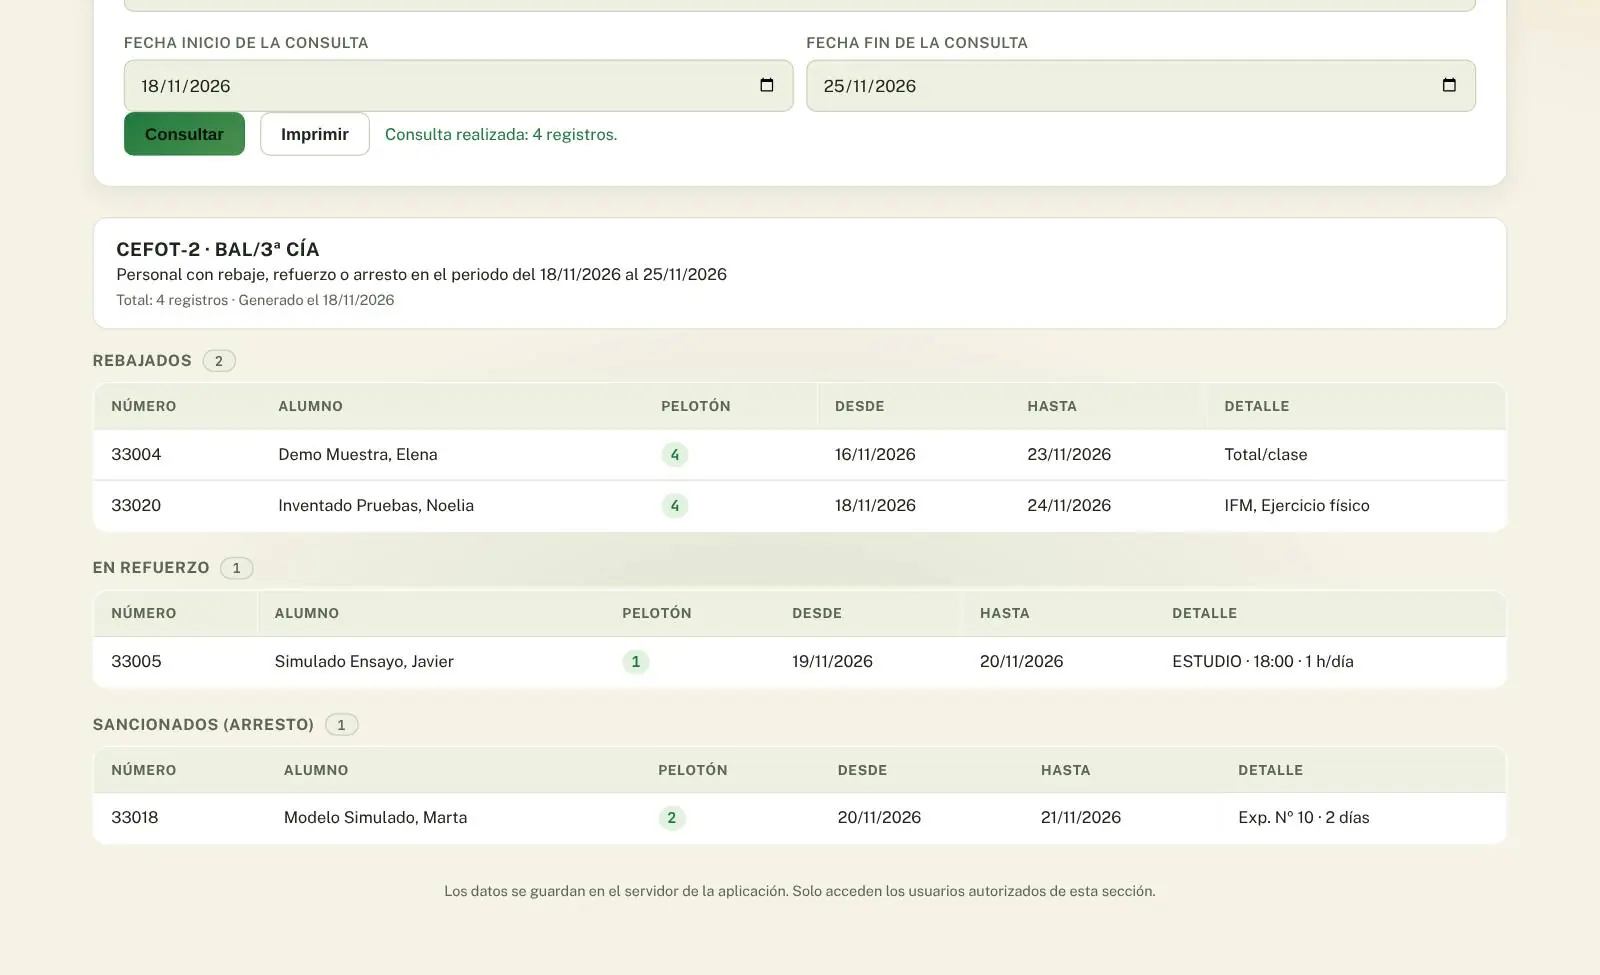 FECHA INICIO DE LA CONSULTA FECHA FIN DE LA CONSULTA
18/11/2026 25/11/2026
Consultar Imprimir Consulta realizada: 4 registros.
CEFOT-2 · BAL/3ª CÍA
Personal con rebaje, refuerzo o arresto en el periodo del 18/11/2026 al 25/11/2026
Total: 4 registros · Generado el 18/11/2026
REBAJADOS 2
NÚMERO ALUMNO PELOTÓN DESDE HASTA DETALLE
33004 Demo Muestra, Elena 4 16/11/2026 23/11/2026 Total/clase
33020 Inventado Pruebas, Noelia 4 18/11/2026 24/11/2026 IFM, Ejercicio físico
EN REFUERZO 1
NÚMERO ALUMNO PELOTÓN DESDE HASTA DETALLE
33005 Simulado Ensayo, Javier 1 19/11/2026 20/11/2026 ESTUDIO · 18:00 · 1 h/día
SANCIONADOS (ARRESTO) 1
NÚMERO ALUMNO PELOTÓN DESDE HASTA DETALLE
33018 Modelo Simulado, Marta 2 20/11/2026 21/11/2026 Exp. Nº 10 · 2 días
Los datos se guardan en el servidor de la aplicación. Solo acceden los usuarios autorizados de esta sección.